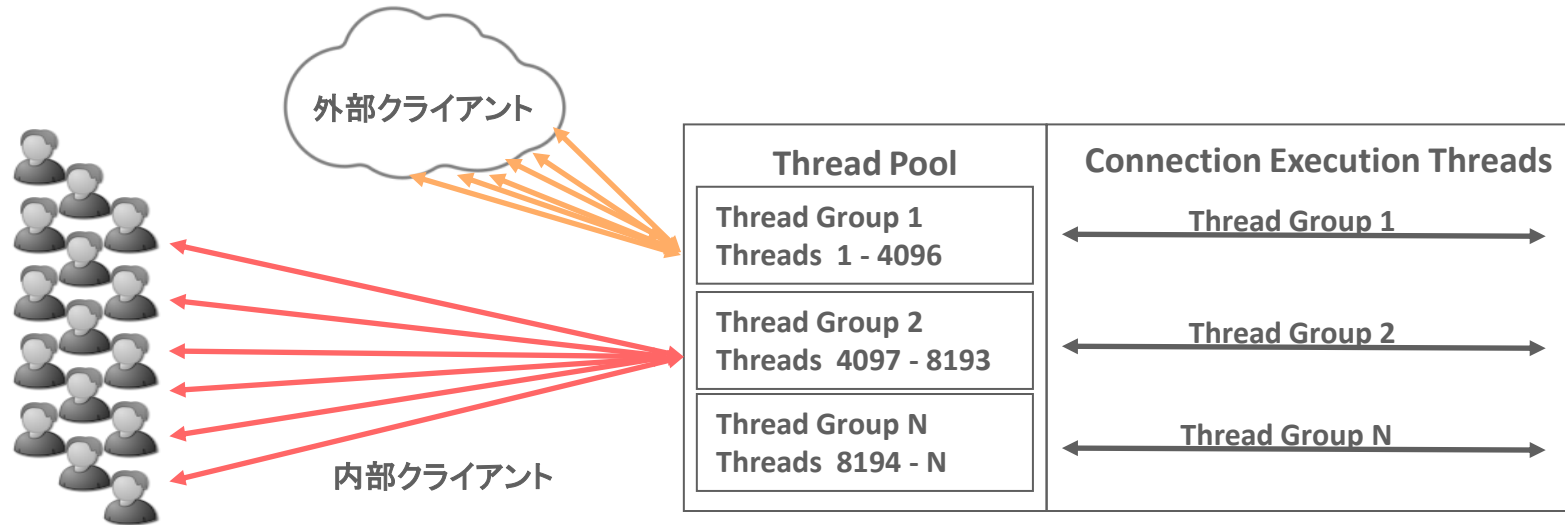 外部クライアント
Thread Pool
Thread Group 1
Threads 1 - 4096
Thread Group 2
Threads 4097 - 8193
Thread Group N
Threads 8194 - N
Connection Execution Threads
Thread Group 1
Thread Group 2
Thread Group N
内部クライアント